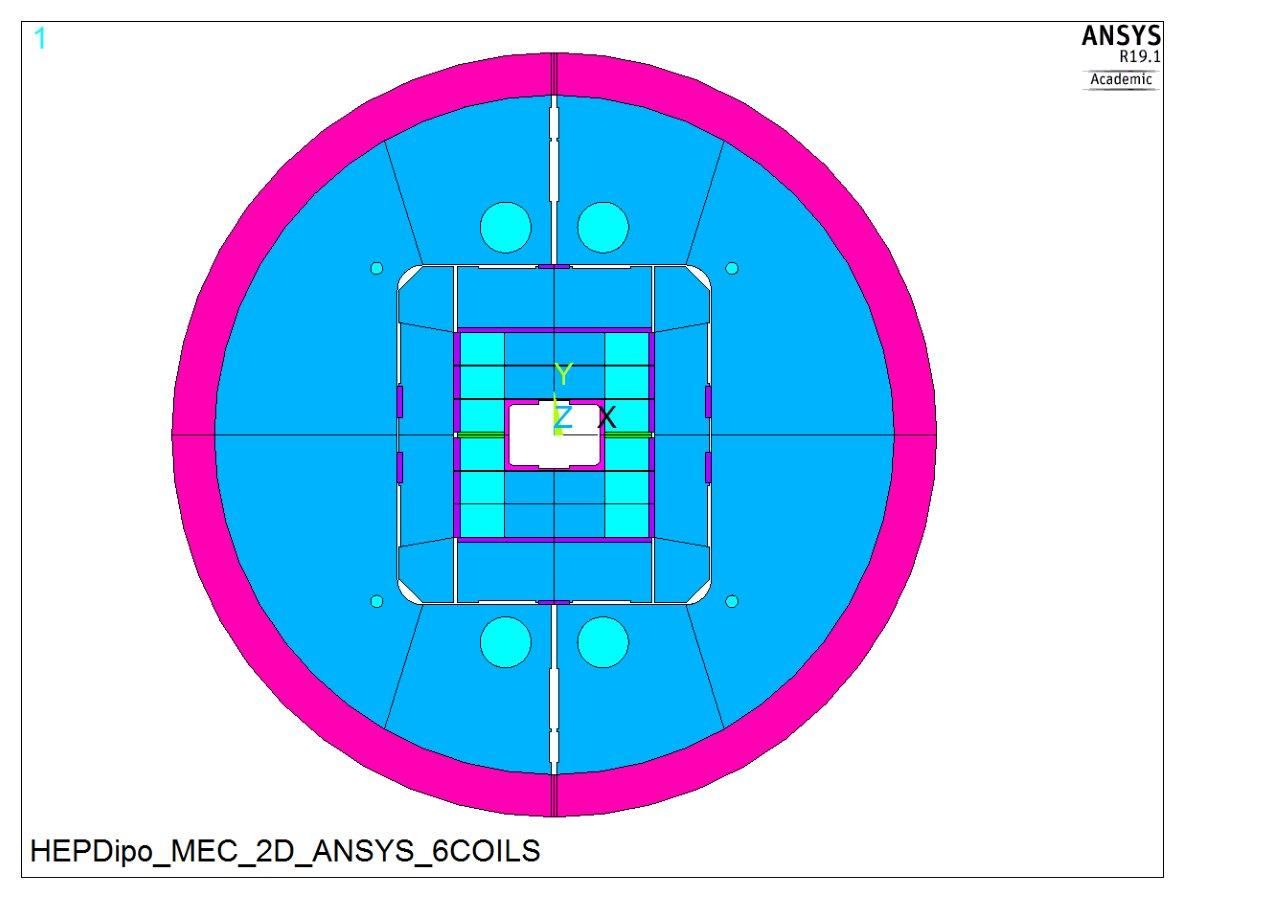 1
ANSYS
R19.1
Academic
Y
Z X
HEPDipo_MEC_2D_ANSYS_6COILS